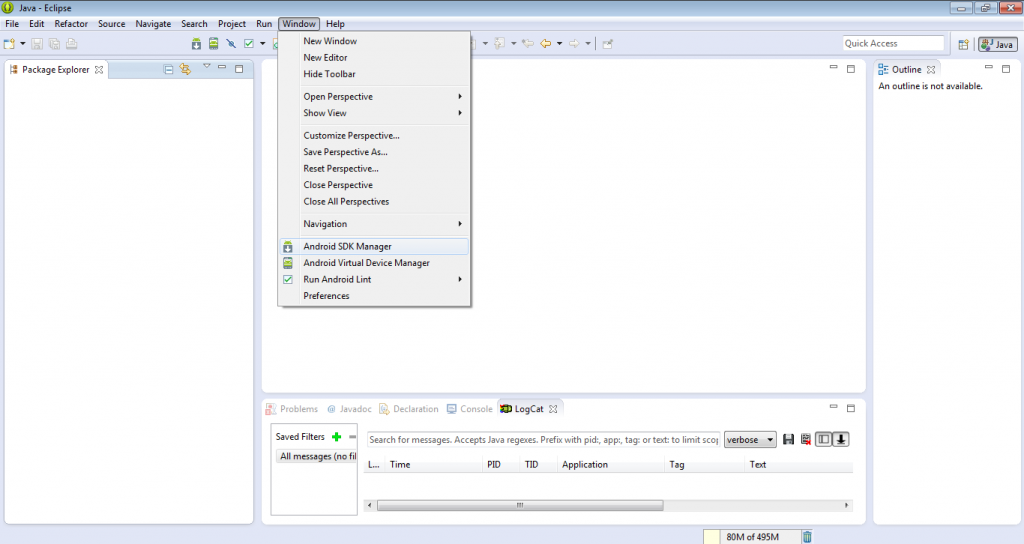 Java - Eclipse
File Edit Refactor Source Navigate Search Project Run Window Help
Quick Access
Java
New Window
New Editor
Hide Toolbar
Open Perspective
Show View
Customize Perspective...
Save Perspective As...
Reset Perspective...
Close Perspective
Close All Perspectives
Navigation
Android SDK Manager
Android Virtual Device Manager
Run Android Lint
Preferences
Package Explorer
Outline
An outline is not available.
Problems @ Javadoc Declaration Console LogCat
Saved Filters
All messages (no fil
Search for messages. Accepts Java regexes. Prefix with pid:, app:, tag: or text: to limit scop
verbose
L... Time PID TID Application Tag Text
80M of 495M